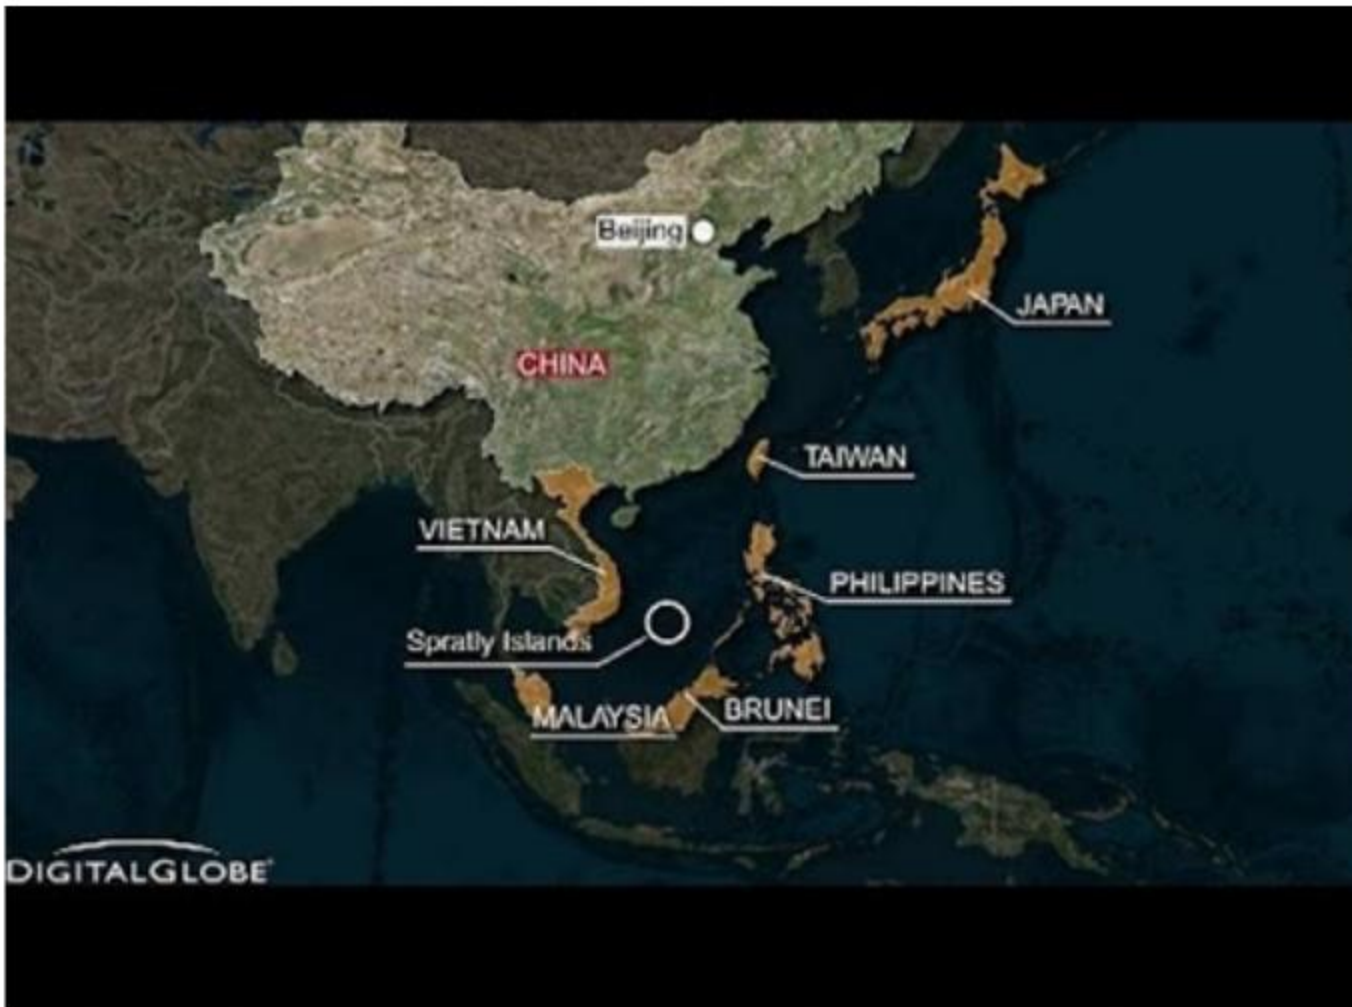 Beijing
JAPAN
CHINA
TAIWAN
VIETNAM
PHILIPPINES
Spratly Islands
MALAYSIA
BRUNEI
DIGITALGLOBE